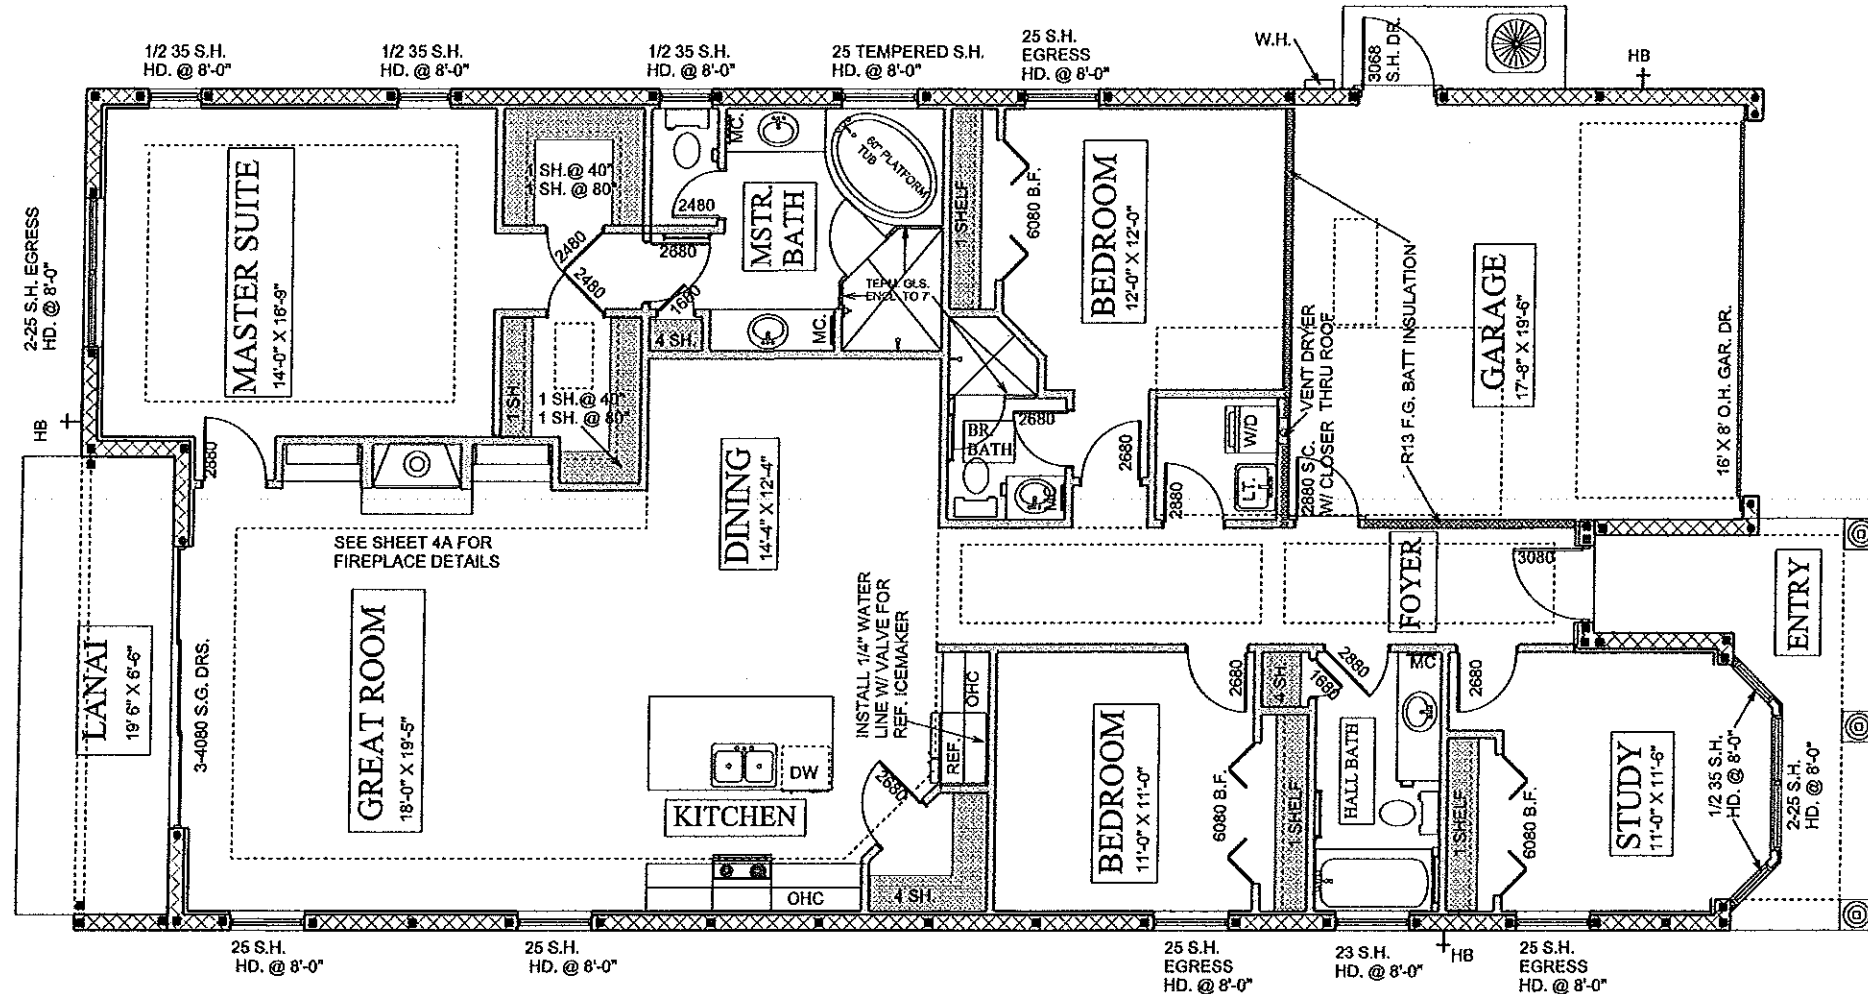 1/2 35 S.H.
HD. @ 8'-0"
1/2 35 S.H.
HD. @ 8'-0"
1/2 35 S.H.
HD. @ 8'-0"
25 TEMPERED S.H.
HD. @ 8'-0"
25 S.H.
EGRESS
HD. @ 8'-0"
W.H.
3068
S.H. DR.
HB
2-25 S.H. EGRESS
HD. @ 8'-0"
HB
MASTER SUITE
14'-0" X 16'-9"
1 SH.@ 40"
1 SH. @ 80"
2480
2480
2480
2680
1680
4 SH.
MC.
MSTR.
BATH
60" PLATFORM
TUB
MC.
TEPM. GLS.
ENCL. TO 7'
1 SH
1 SH.@ 40"
1 SH. @ 80"
1 SHELF
6080 B.F.
BEDROOM
12'-0" X 12'-0"
R13 F.G. BATT INSULATION
GARAGE
17'-8" X 19'-6"
16' X 8' O.H. GAR. DR.
2880
BR.
BATH
2680
MC
2680
W/D
LT.
2880
VENT DRYER
THRU ROOF
2880 S.C.
W/ CLOSER
SEE SHEET 4A FOR
FIREPLACE DETAILS
DINING
14'-4" X 12'-4"
LANAI
19'6" X 6'-6"
3-4080 S.G. DRS.
GREAT ROOM
18'-0" X 19'-5"
INSTALL 1/4" WATER
LINE W/ VALVE FOR
REF. ICEMAKER
FOYER
3080
ENTRY
DW
KITCHEN
OHC
REF.
OHC
2680
4 SH.
BEDROOM
11'-0" X 11'-0"
2680
4 SH.
1680
2880
MC
6080 B.F.
1 SHELF
HALL BATH
2680
1 SHELF
6080 B.F.
STUDY
11'-0" X 11'-6"
1/2 35 S.H.
HD. @ 8'-0"
2-25 S.H.
HD. @ 8'-0"
25 S.H.
HD. @ 8'-0"
25 S.H.
HD. @ 8'-0"
25 S.H.
EGRESS
HD. @ 8'-0"
23 S.H.
HD. @ 8'-0"
HB
25 S.H.
EGRESS
HD. @ 8'-0"